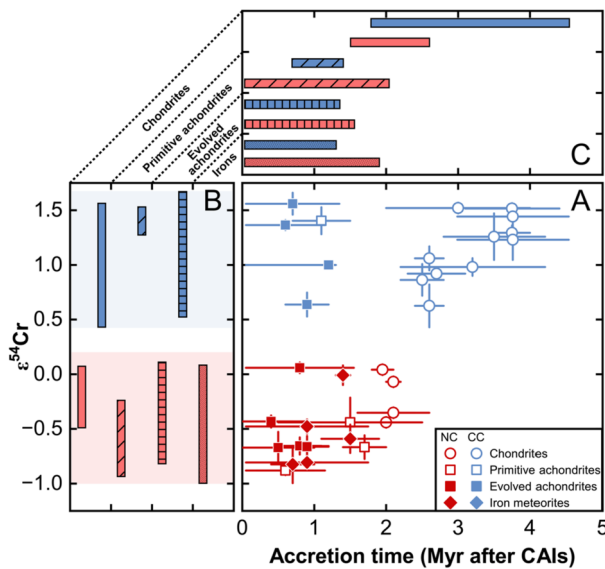 Chondrites
Primitive achondrites
Evolved
achondrites
Irons
C
B
A
1.5
1.0
0.5
0.0
−0.5
−1.0
ε⁵⁴Cr
NC CC
Chondrites
Primitive achondrites
Evolved achondrites
Iron meteorites
0 1 2 3 4 5
Accretion time (Myr after CAIs)